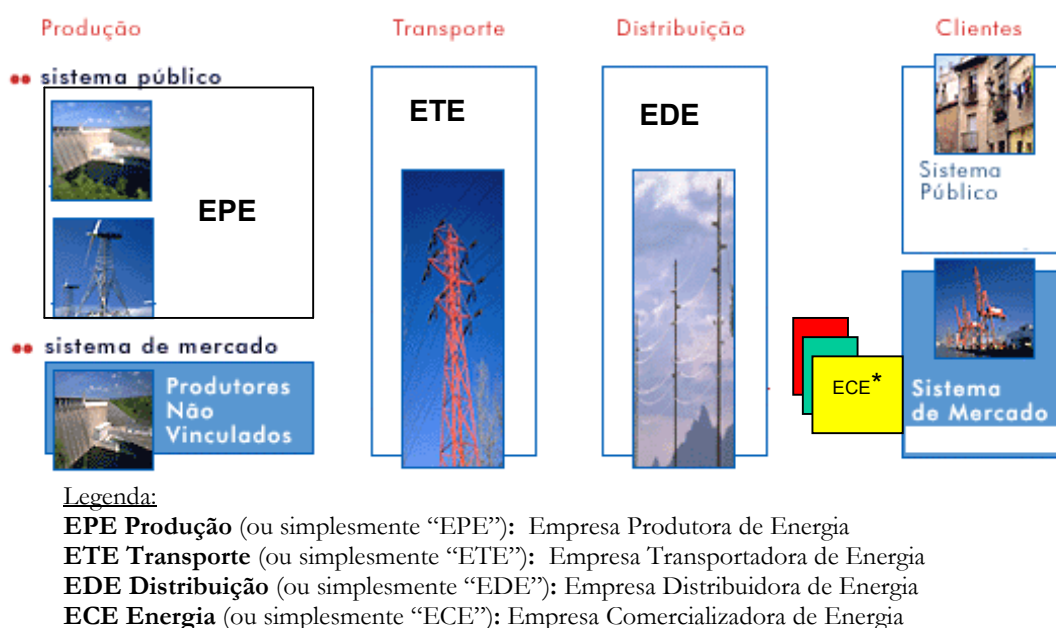 Produção
Transporte
Distribuição
Clientes
sistema público
EPE
ETE
EDE
Sistema
Público
sistema de mercado
Produtores
Não
Vinculados
ECE*
Sistema
de Mercado
Legenda:
EPE Produção (ou simplesmente “EPE”): Empresa Produtora de Energia
ETE Transporte (ou simplesmente “ETE”): Empresa Transportadora de Energia
EDE Distribuição (ou simplesmente “EDE”): Empresa Distribuidora de Energia
ECE Energia (ou simplesmente “ECE”): Empresa Comercializadora de Energia